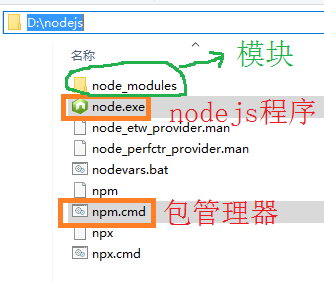 D:\nodejs
名称
模块
node_modules
node.exe
nodejs程序
node_etw_provider.man
node_perfctr_provider.man
nodevars.bat
npm
npm.cmd
包管理器
npx
npx.cmd